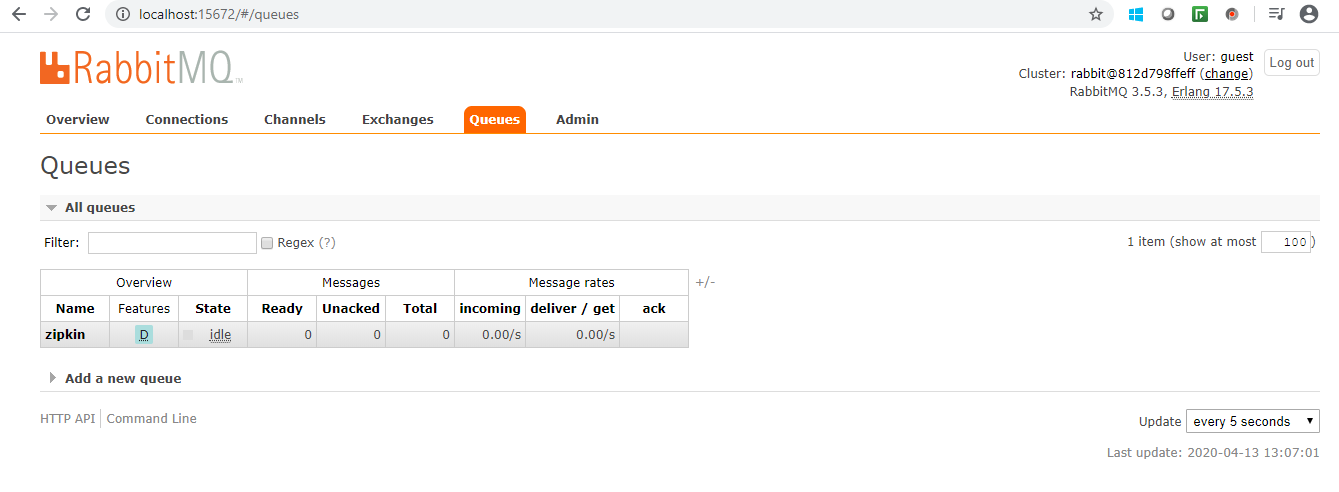 localhost:15672/#/queues
RabbitMQ™
User: guest
Cluster: rabbit@812d798ffeff (change)
RabbitMQ 3.5.3, Erlang 17.5.3
Log out
Overview Connections Channels Exchanges Queues Admin
Queues
All queues
Filter: Regex (?) 1 item (show at most 100)
Overview Messages Message rates +/-
Name Features State Ready Unacked Total incoming deliver / get ack
zipkin D idle 0 0 0 0.00/s 0.00/s
Add a new queue
HTTP API Command Line
Update every 5 seconds
Last update: 2020-04-13 13:07:01